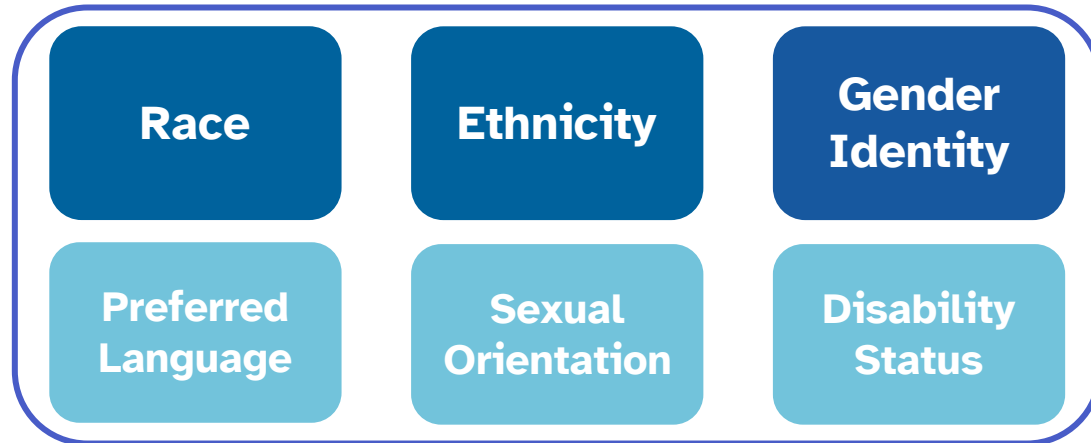 Race
Ethnicity
Gender
Identity
Preferred
Language
Sexual
Orientation
Disability
Status